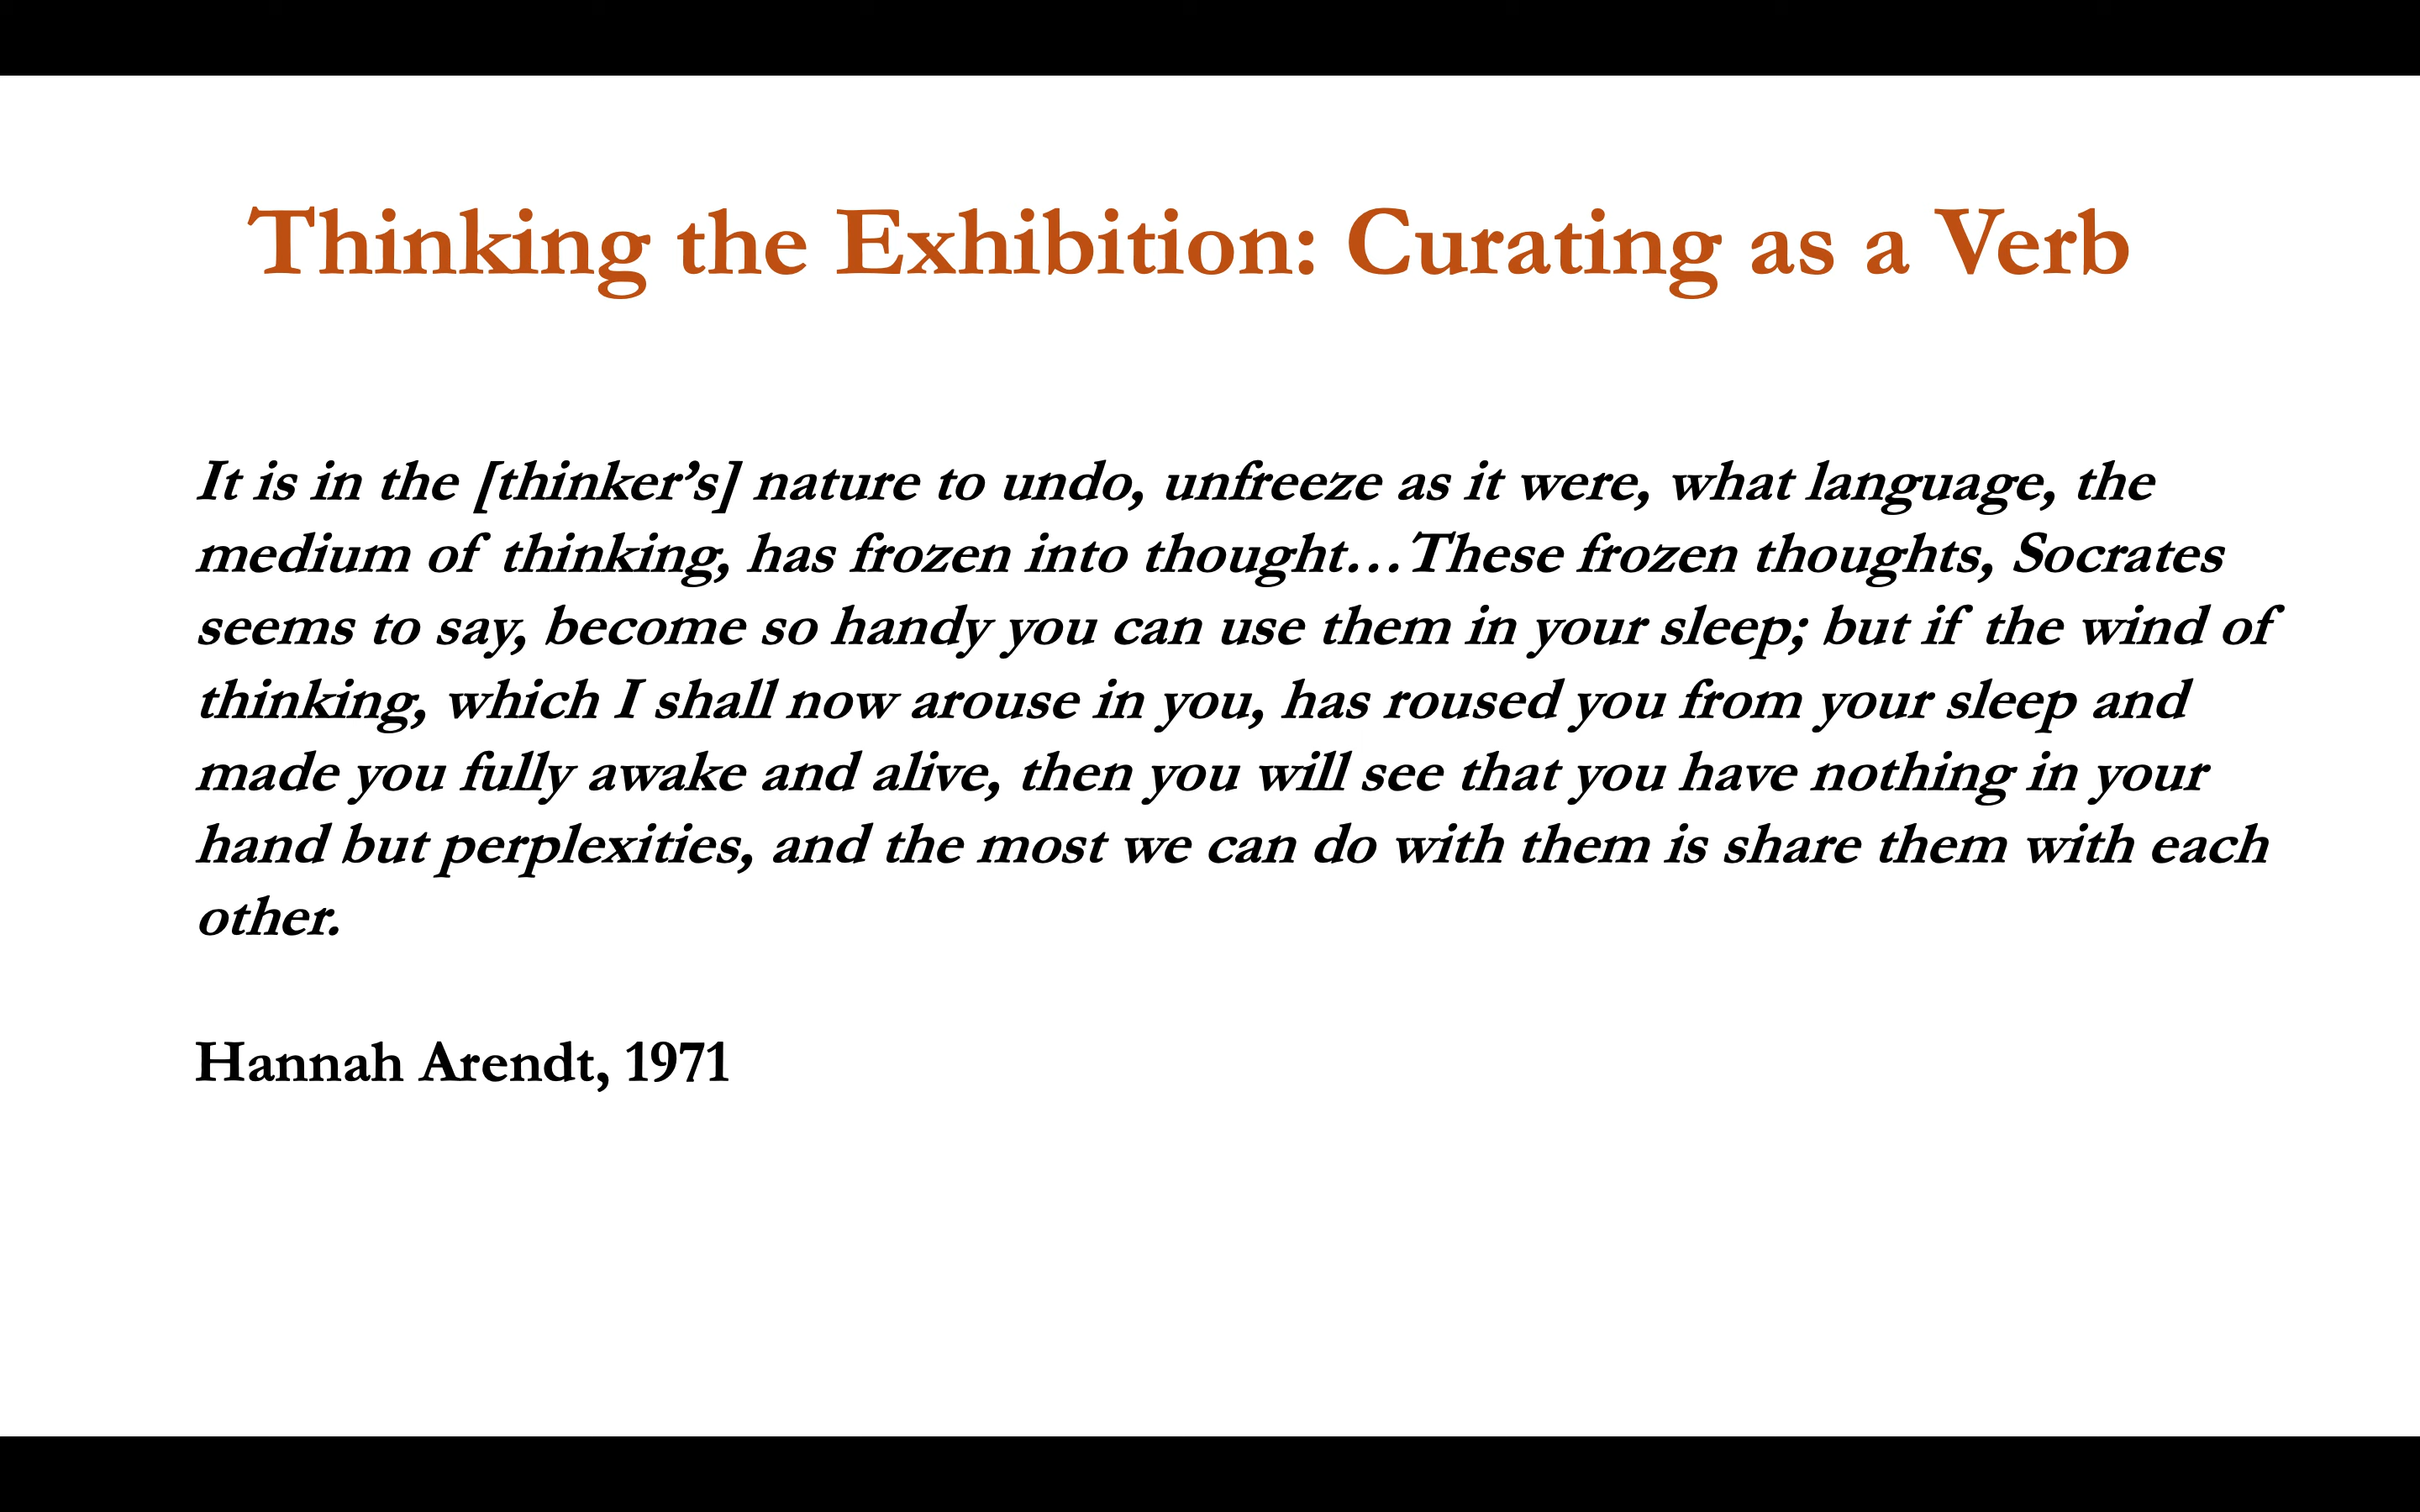 Thinking the Exhibition: Curating as a Verb
It is in the [thinker’s] nature to undo, unfreeze as it were, what language, the
medium of thinking, has frozen into thought…These frozen thoughts, Socrates
seems to say, become so handy you can use them in your sleep; but if the wind of
thinking, which I shall now arouse in you, has roused you from your sleep and
made you fully awake and alive, then you will see that you have nothing in your
hand but perplexities, and the most we can do with them is share them with each
other.
Hannah Arendt, 1971